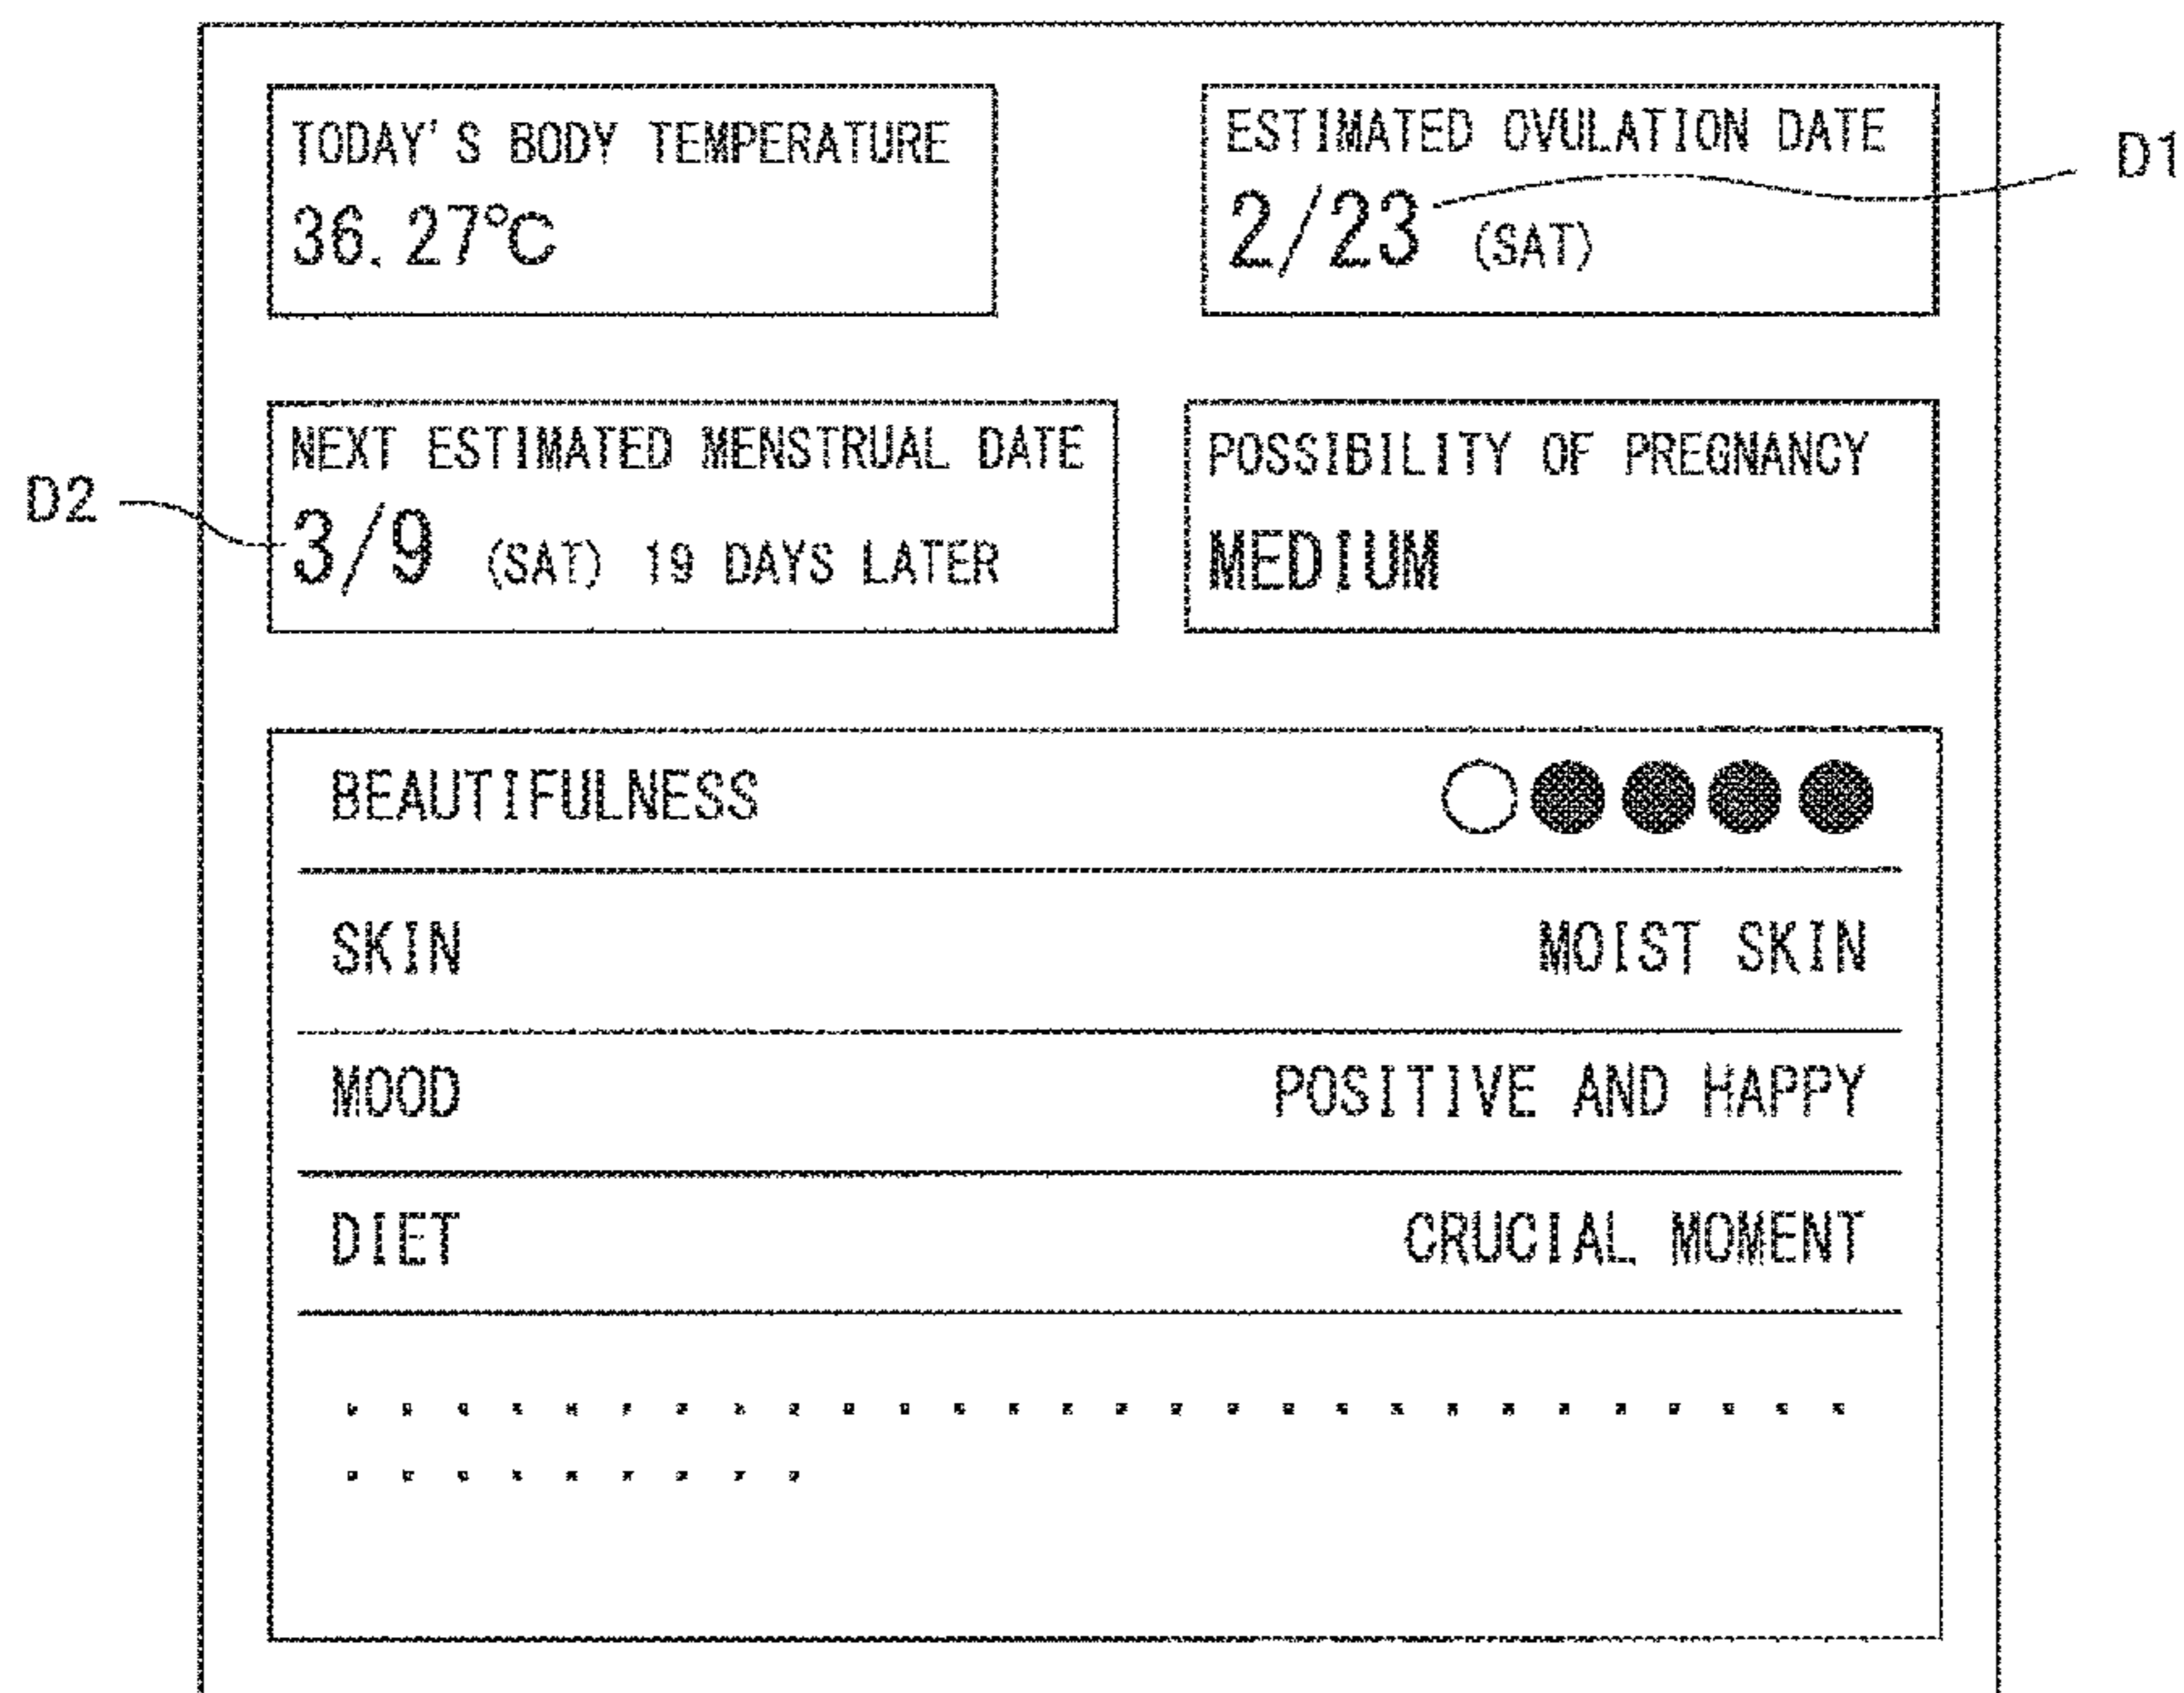 TODAY'S BODY TEMPERATURE
36.27℃
ESTIMATED OVULATION DATE
2/23 (SAT)
D1
NEXT ESTIMATED MENSTRUAL DATE
3/9 (SAT) 19 DAYS LATER
D2
POSSIBILITY OF PREGNANCY
MEDIUM
BEAUTIFULNESS
SKIN MOIST SKIN
MOOD POSITIVE AND HAPPY
DIET CRUCIAL MOMENT